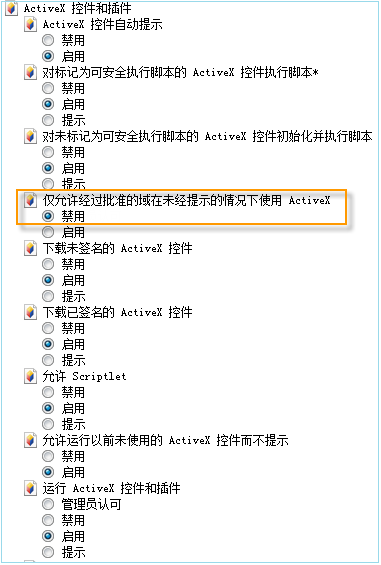 ActiveX 控件和插件
ActiveX 控件自动提示
禁用
启用
对标记为可安全执行脚本的 ActiveX 控件执行脚本*
禁用
启用
提示
对未标记为可安全执行脚本的 ActiveX 控件初始化并执行脚本
禁用
启用
提示
仅允许经过批准的域在未经提示的情况下使用 ActiveX
禁用
启用
下载未签名的 ActiveX 控件
禁用
启用
提示
下载已签名的 ActiveX 控件
禁用
启用
提示
允许 Scriptlet
禁用
启用
提示
允许运行以前未使用的 ActiveX 控件而不提示
禁用
启用
运行 ActiveX 控件和插件
管理员认可
禁用
启用
提示